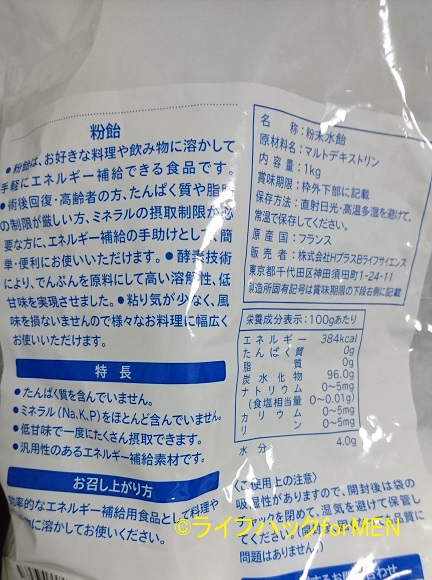 粉飴
●粉飴は、お好きな料理や飲み物に溶かして
手軽にエネルギー補給できる食品です。
●術後回復・高齢者の方、たんぱく質や脂肪
の制限が厳しい方、ミネラルの摂取制限が必
要な方に、エネルギー補給の手助けとして、簡
単・便利にお使いいただけます。●酵素技術
により、でんぷんを原料にして高い溶解性、低
甘味を実現させました。●粘り気が少なく、風
味を損ないませんので様々なお料理に幅広く
お使いいただけます。
特長
●たんぱく質を含んでいません。
●ミネラル(Na,K,P)をほとんど含んでいません。
●低甘味で一度にたくさん摂取できます。
●汎用性のあるエネルギー補給素材です。
お召し上がり方
効率的なエネルギー補給用食品として料理や
物に溶かしてお使いください。
名称:粉末水飴
原材料名:マルトデキストリン
内容量:1kg
賞味期限:枠外下部に記載
保存方法:直射日光・高温多湿を避けて、
常温で保存してください。
原産国:フランス
販売者:株式会社HプラスBライフサイエンス
東京都千代田区神田須田町1-24-11
製造所固有記号は賞味期限の下段右側に記載
栄養成分表示:100gあたり
エネルギー 384kcal
たんぱく質 0g
脂質 0g
炭水化物 96.0g
ナトリウム 0~5mg
(食塩相当量 0~0.01g)
カリウム 0~5mg
リン 0~5mg
水分 4.0g
〈ご使用上の注意〉
吸湿性がありますので、開封後は袋の
チャックを閉めて、湿気を避けて保管し
てください。
問題はありません)
©ライフハックforMEN